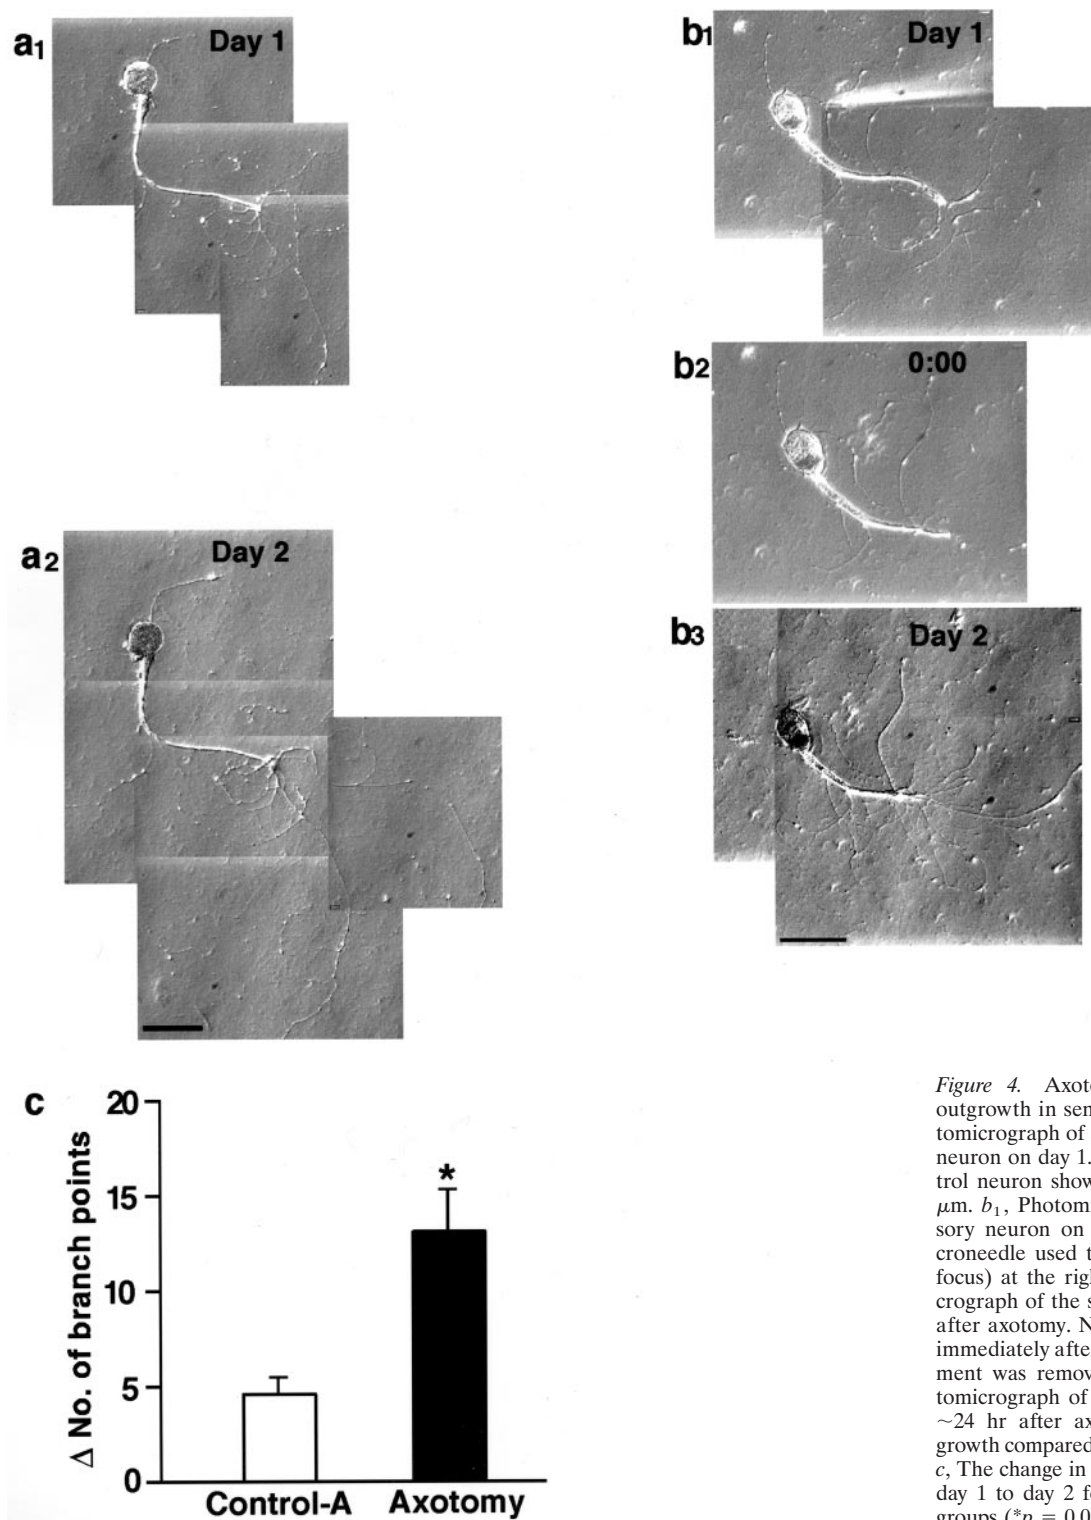 a1
Day 1
b1
Day 1
b2
0:00
a2
Day 2
b3
Day 2
c
Δ No. of branch points
20
15
10
5
0
*
Control-A
Axotomy
Figure 4. Axoto
outgrowth in sen
tomicrograph of
neuron on day 1.
trol neuron show
μm. b1, Photom
sory neuron on
croneedle used t
focus) at the righ
crograph of the s
after axotomy. N
immediately afte
ment was remov
tomicrograph of
~24 hr after ax
growth compared
c, The change in
day 1 to day 2 f
groups (*p = 0.0